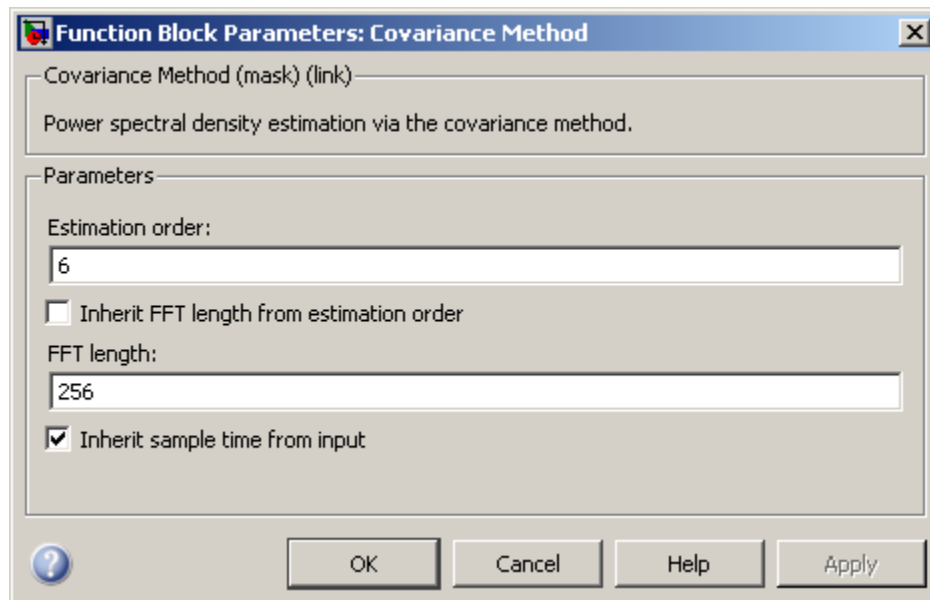 Function Block Parameters: Covariance Method
Covariance Method (mask) (link)
Power spectral density estimation via the covariance method.
Parameters
Estimation order:
6
Inherit FFT length from estimation order
FFT length:
256
Inherit sample time from input
OK Cancel Help Apply